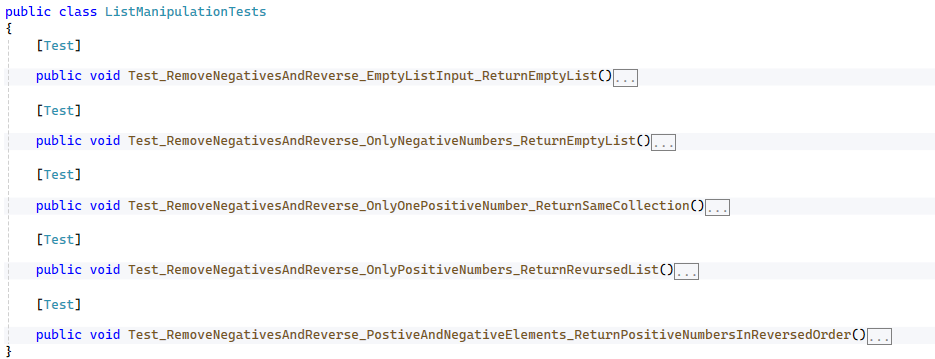 public class ListManipulationTests
{
[Test]
public void Test_RemoveNegativesAndReverse_EmptyListInput_ReturnEmptyList()...
[Test]
public void Test_RemoveNegativesAndReverse_OnlyNegativeNumbers_ReturnEmptyList()...
[Test]
public void Test_RemoveNegativesAndReverse_OnlyOnePositiveNumber_ReturnSameCollection()...
[Test]
public void Test_RemoveNegativesAndReverse_OnlyPositiveNumbers_ReturnRevursedList()...
[Test]
public void Test_RemoveNegativesAndReverse_PostiveAndNegativeElements_ReturnPositiveNumbersInReversedOrder()...
}